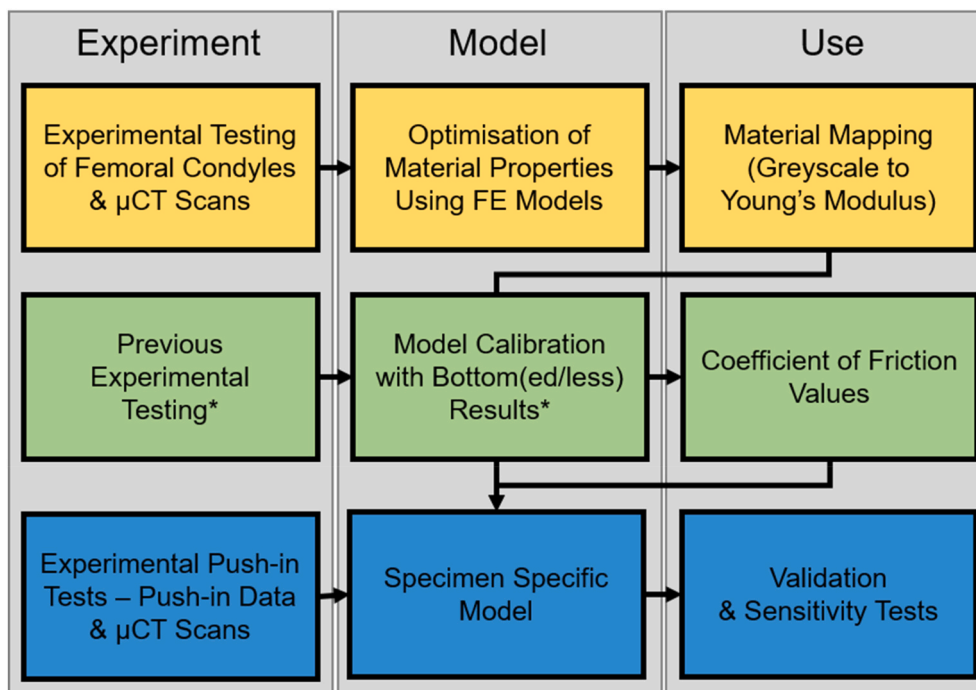 Experiment
Model
Use
Experimental Testing
of Femoral Condyles
& µCT Scans
Optimisation of
Material Properties
Using FE Models
Material Mapping
(Greyscale to
Young's Modulus)
Previous
Experimental
Testing*
Model Calibration
with Bottom(ed/less)
Results*
Coefficient of Friction
Values
Experimental Push-in
Tests – Push-in Data
& µCT Scans
Specimen Specific
Model
Validation
& Sensitivity Tests